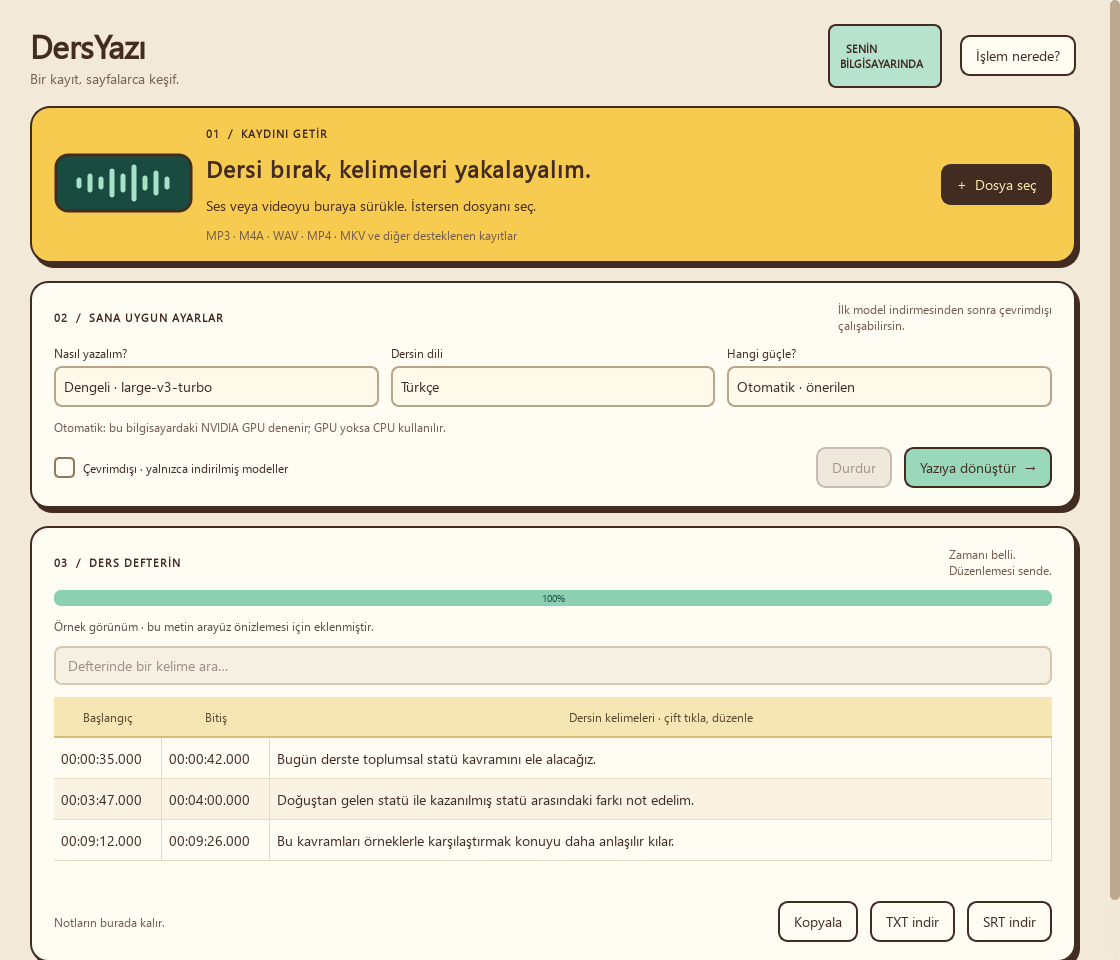 DersYazı
Bir kayıt, sayfalarca keşif.
SENİN
BİLGİSAYARINDA
İşlem nerede?
01 / KAYDINI GETİR
Dersi bırak, kelimeleri yakalayalım.
Ses veya videoyu buraya sürükle. İstersen dosyanı seç.
MP3 · M4A · WAV · MP4 · MKV ve diğer desteklenen kayıtlar
+ Dosya seç
02 / SANA UYGUN AYARLAR
İlk model indirmesinden sonra çevrimdışı
çalışabilirsin.
Nasıl yazalım?
Dersin dili
Hangi güçle?
Dengeli · large-v3-turbo
Türkçe
Otomatik · önerilen
Otomatik: bu bilgisayardaki NVIDIA GPU denenir; GPU yoksa CPU kullanılır.
Çevrimdışı · yalnızca indirilmiş modeller
Durdur
Yazıya dönüştür →
03 / DERS DEFTERİN
Zamanı belli.
Düzenlemesi sende.
100%
Örnek görünüm · bu metin arayüz önizlemesi için eklenmiştir.
Defterinde bir kelime ara...
Başlangıç Bitiş Dersin kelimeleri · çift tıkla, düzenle
00:00:35.000 00:00:42.000 Bugün derste toplumsal statü kavramını ele alacağız.
00:03:47.000 00:04:00.000 Doğuştan gelen statü ile kazanılmış statü arasındaki farkı not edelim.
00:09:12.000 00:09:26.000 Bu kavramları örneklerle karşılaştırmak konuyu daha anlaşılır kılar.
Notların burada kalır.
Kopyala
TXT indir
SRT indir